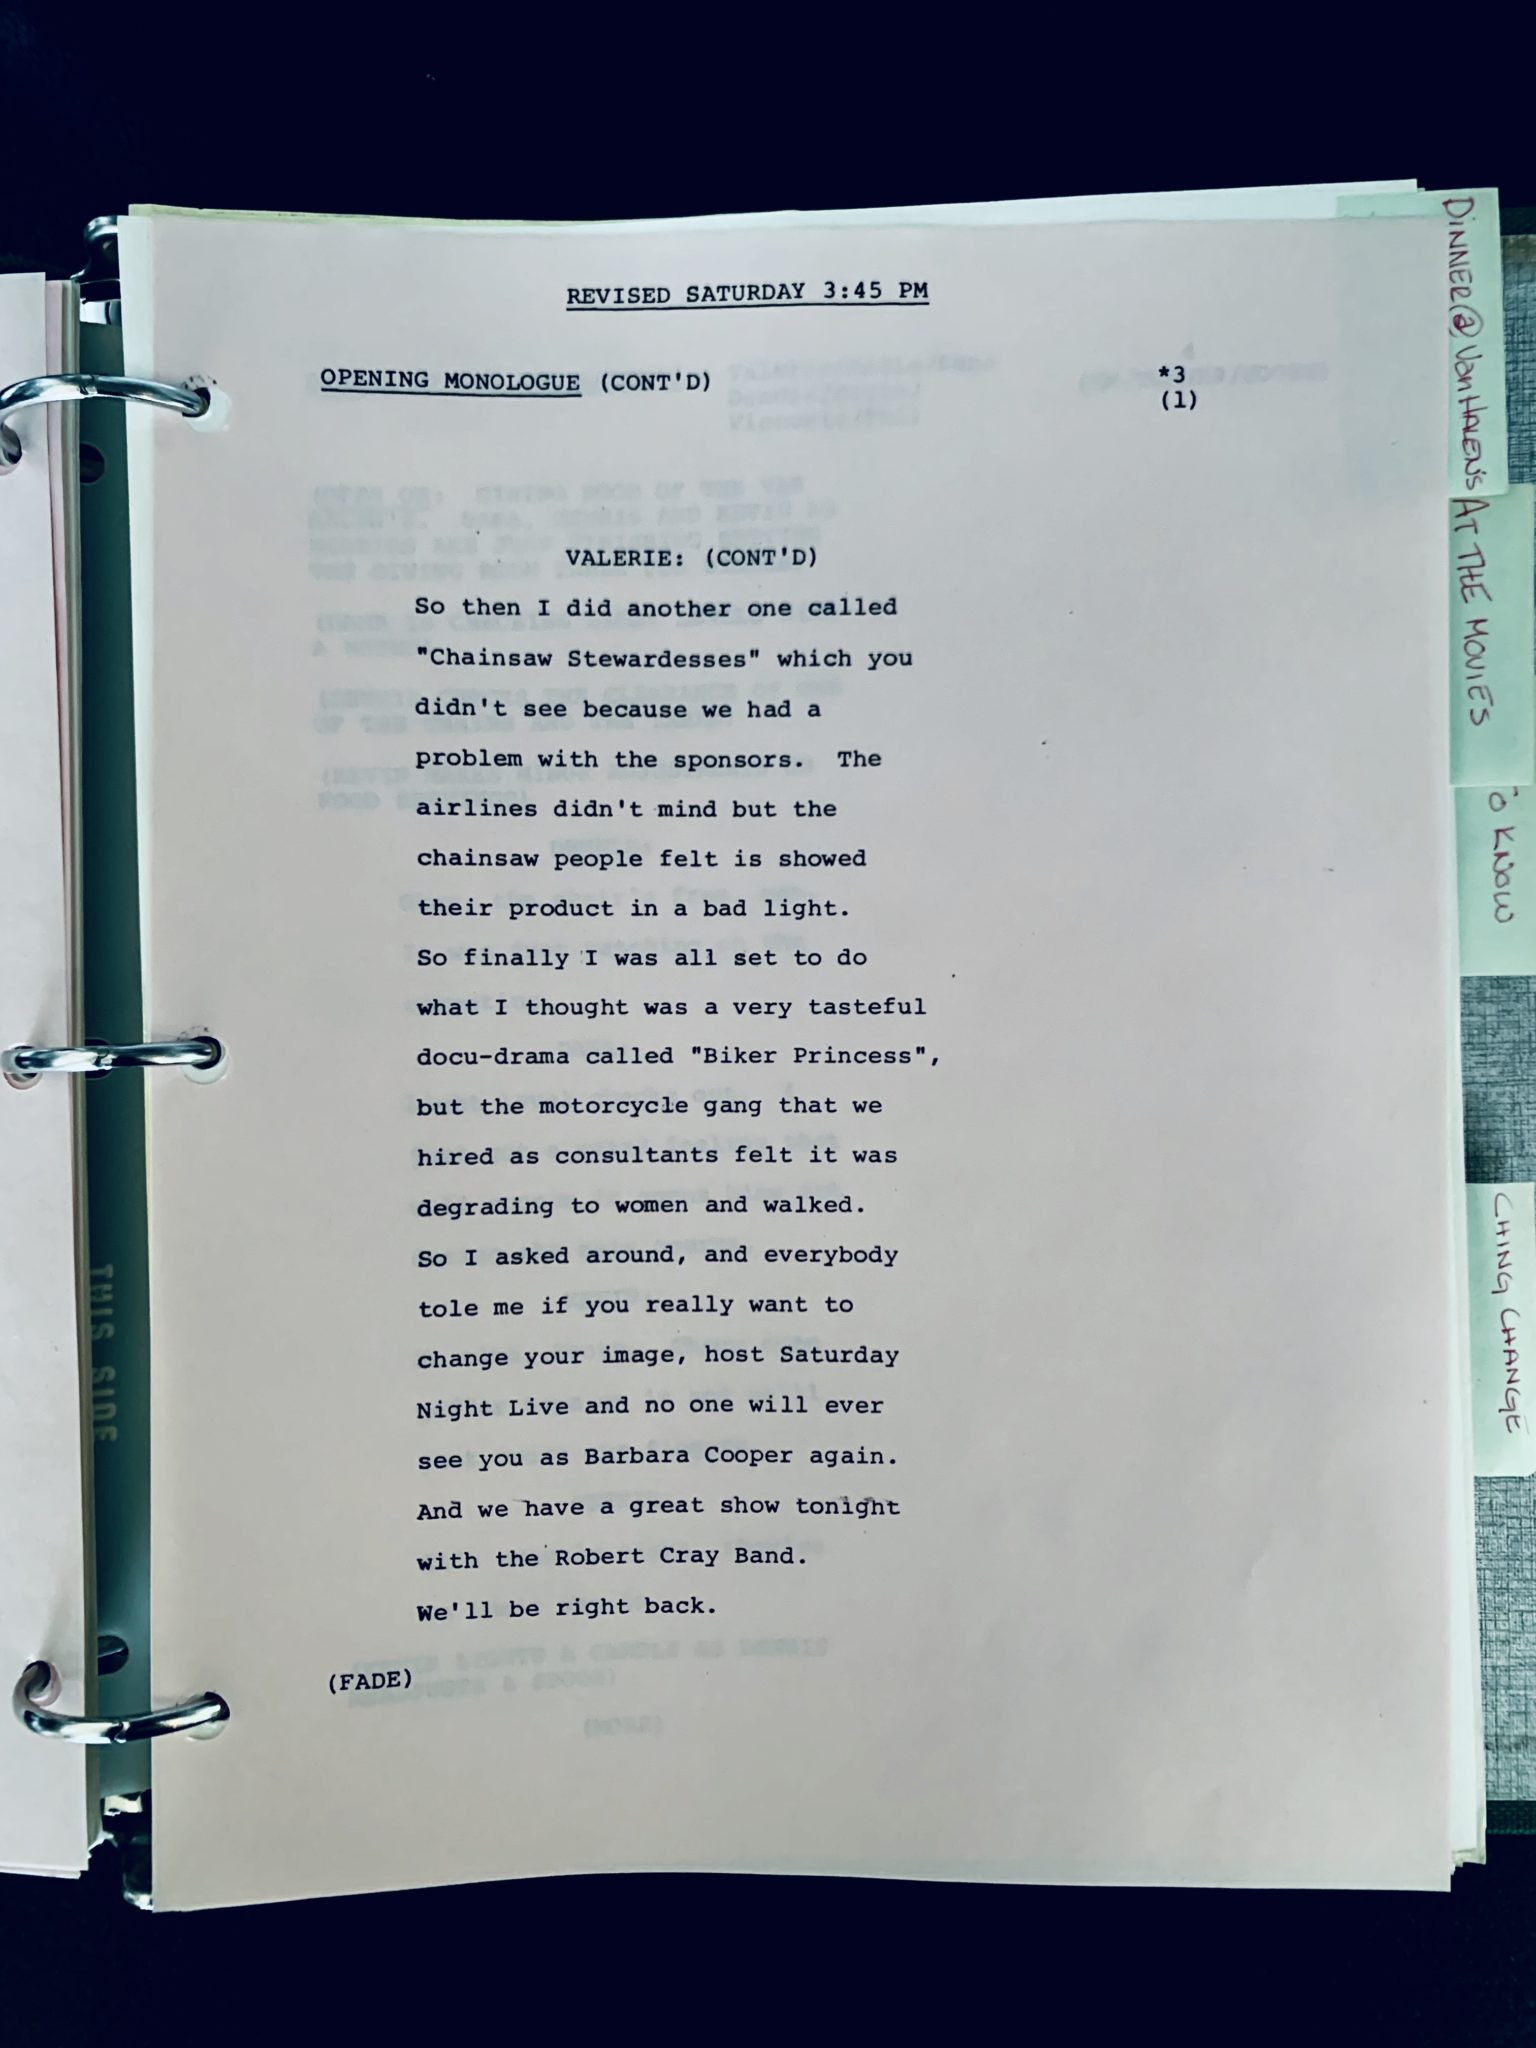 REVISED SATURDAY 3:45 PM
OPENING MONOLOGUE (CONT'D)
*3
(1)
VALERIE: (CONT'D)
So then I did another one called
"Chainsaw Stewardesses" which you
didn't see because we had a
problem with the sponsors. The
airlines didn't mind but the
chainsaw people felt is showed
their product in a bad light.
So finally I was all set to do
what I thought was a very tasteful
docu-drama called "Biker Princess",
but the motorcycle gang that we
hired as consultants felt it was
degrading to women and walked.
So I asked around, and everybody
tole me if you really want to
change your image, host Saturday
Night Live and no one will ever
see you as Barbara Cooper again.
And we have a great show tonight
with the Robert Cray Band.
We'll be right back.
(FADE)
DINNER @ VanHALEN'S
AT THE MOVIES
O KNOW
CHING CHANGE
THIS SIDE